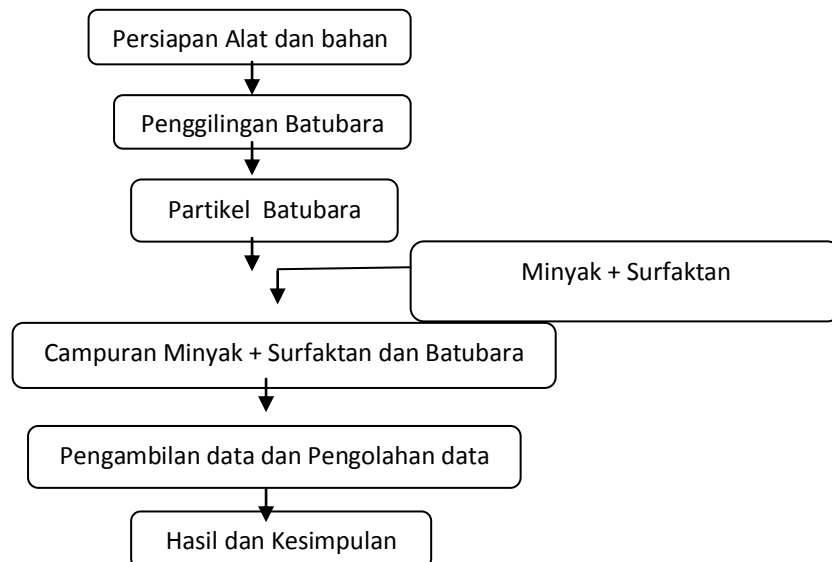 Persiapan Alat dan bahan
Penggilingan Batubara
Partikel Batubara
Minyak + Surfaktan
Campuran Minyak + Surfaktan dan Batubara
Pengambilan data dan Pengolahan data
Hasil dan Kesimpulan